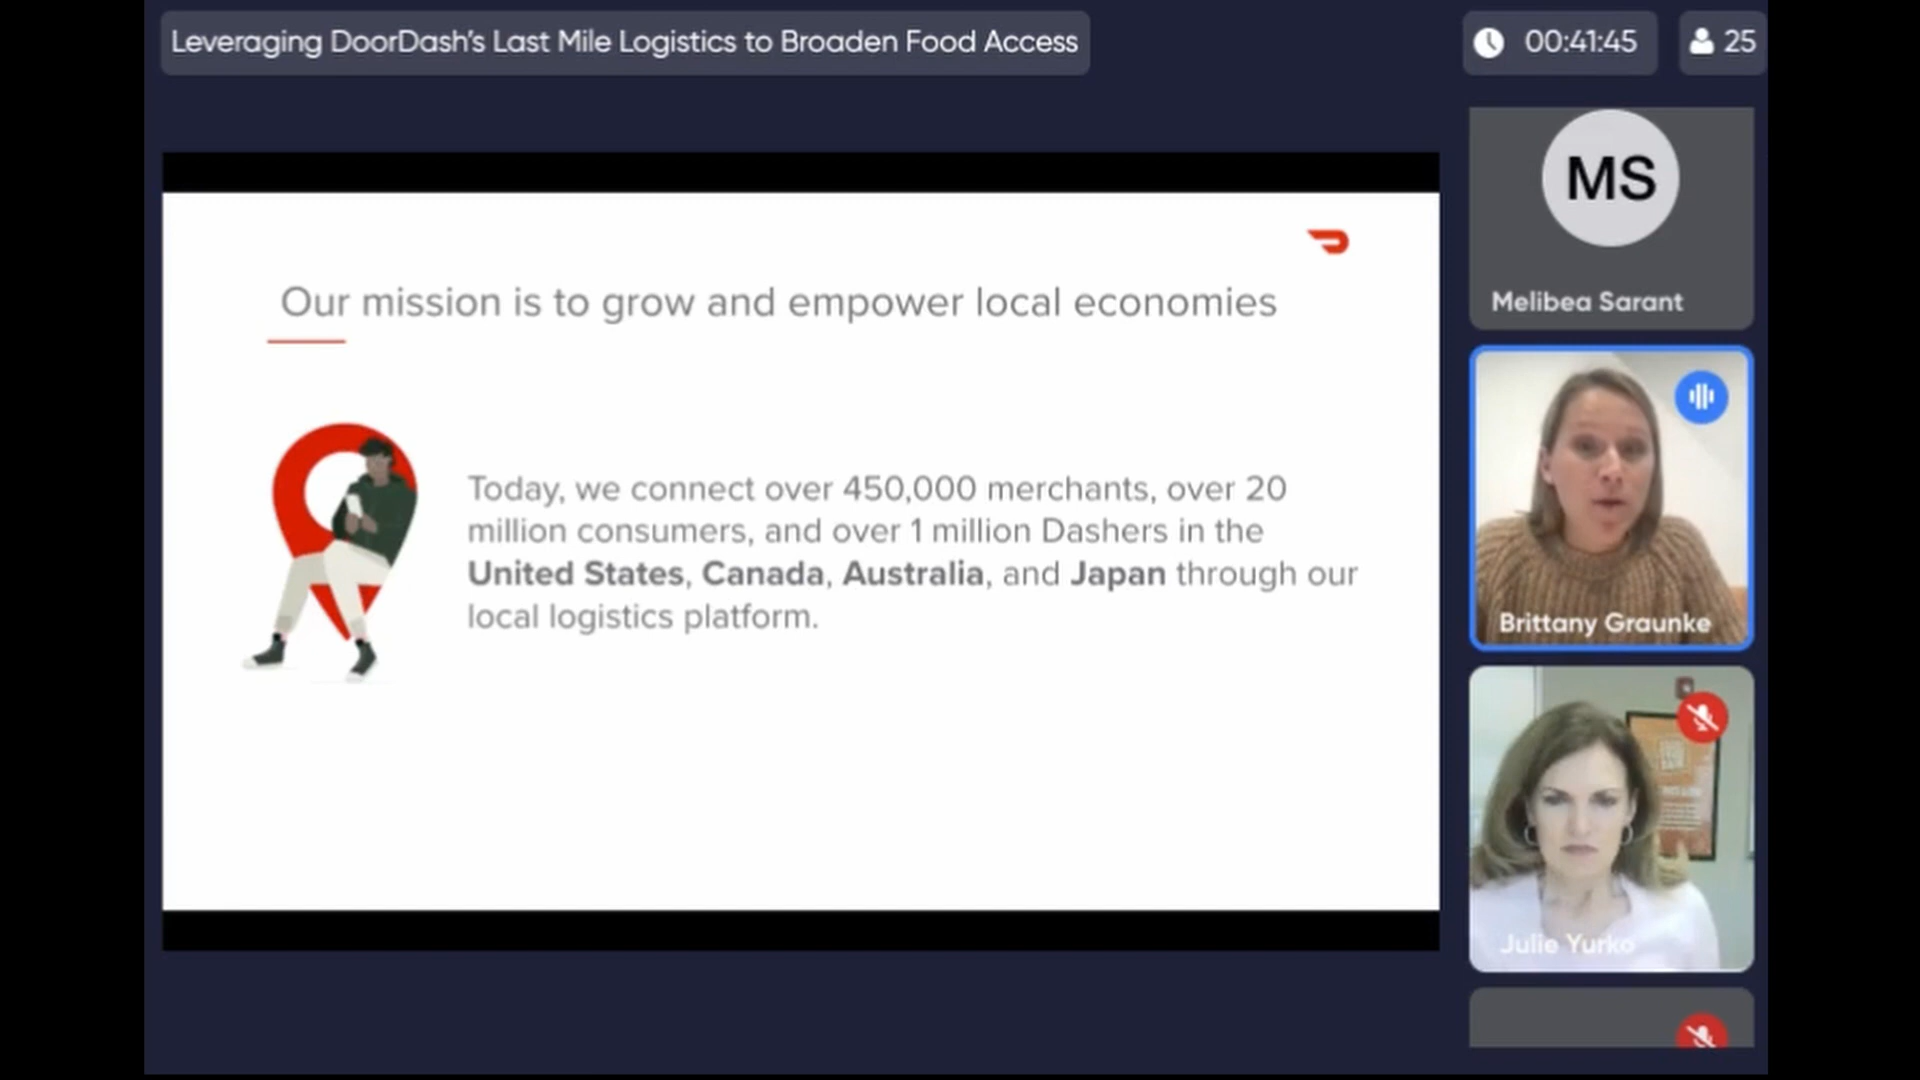 Leveraging DoorDash's Last Mile Logistics to Broaden Food Access
00:41:45
25
Our mission is to grow and empower local economies
Today, we connect over 450,000 merchants, over 20
million consumers, and over 1 million Dashers in the
United States, Canada, Australia, and Japan through our
local logistics platform.
MS
Melibea Sarant
Brittany Graunke
Julie Yurko